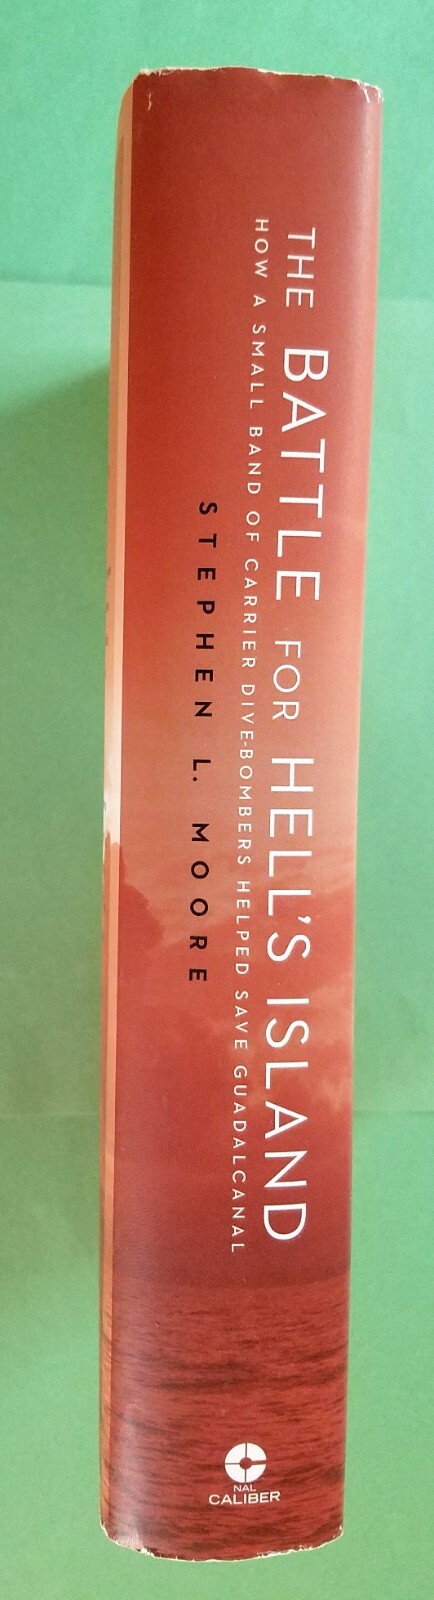 THE BATTLE FOR HELL'S ISLAND
HOW A SMALL BAND OF CARRIER DIVE-BOMBERS HELPED SAVE GUADALCANAL
STEPHEN L. MOORE
NAL
CALIBER